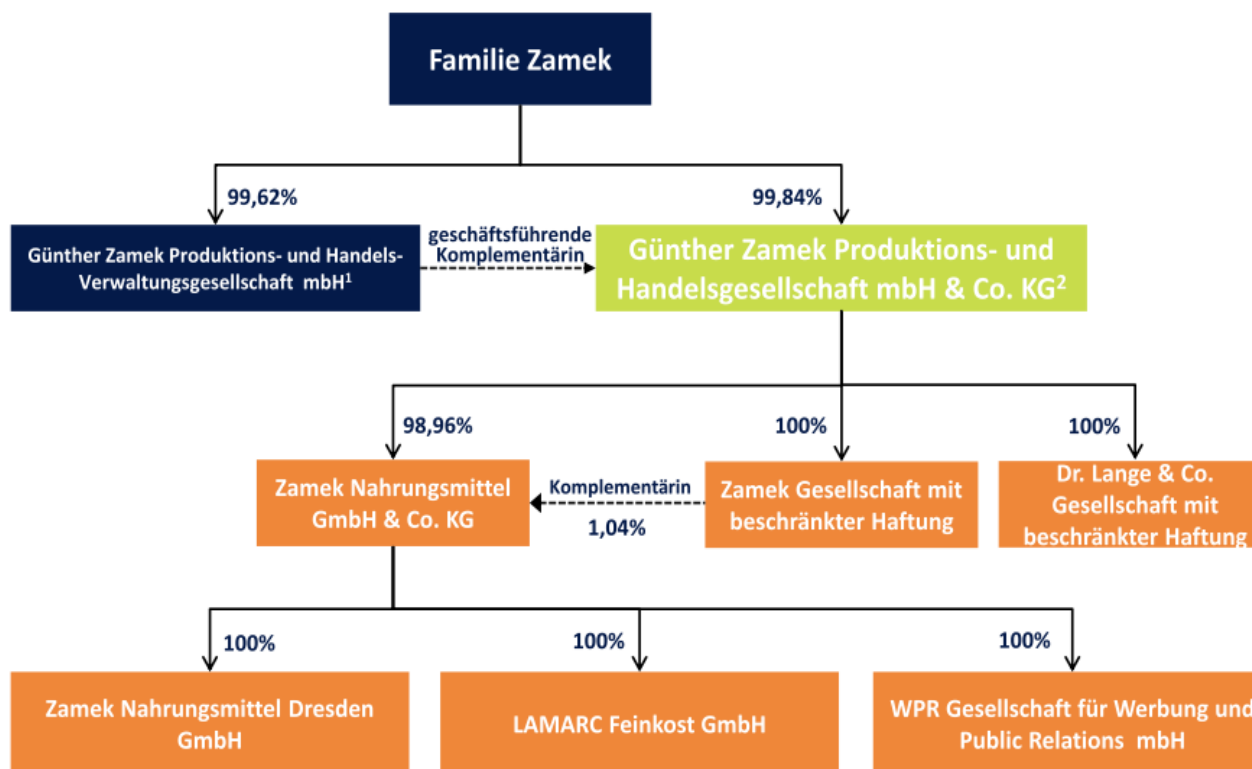 Familie Zamek
99,62%
99,84%
Günther Zamek Produktions- und Handels-
Verwaltungsgesellschaft mbH¹
geschäftsführende
Komplementärin
Günther Zamek Produktions- und
Handelsgesellschaft mbH & Co. KG²
98,96%
100%
100%
Zamek Nahrungsmittel
GmbH & Co. KG
Komplementärin
1,04%
Zamek Gesellschaft mit
beschränkter Haftung
Dr. Lange & Co.
Gesellschaft mit
beschränkter Haftung
100%
100%
100%
Zamek Nahrungsmittel Dresden
GmbH
LAMARC Feinkost GmbH
WPR Gesellschaft für Werbung und
Public Relations mbH